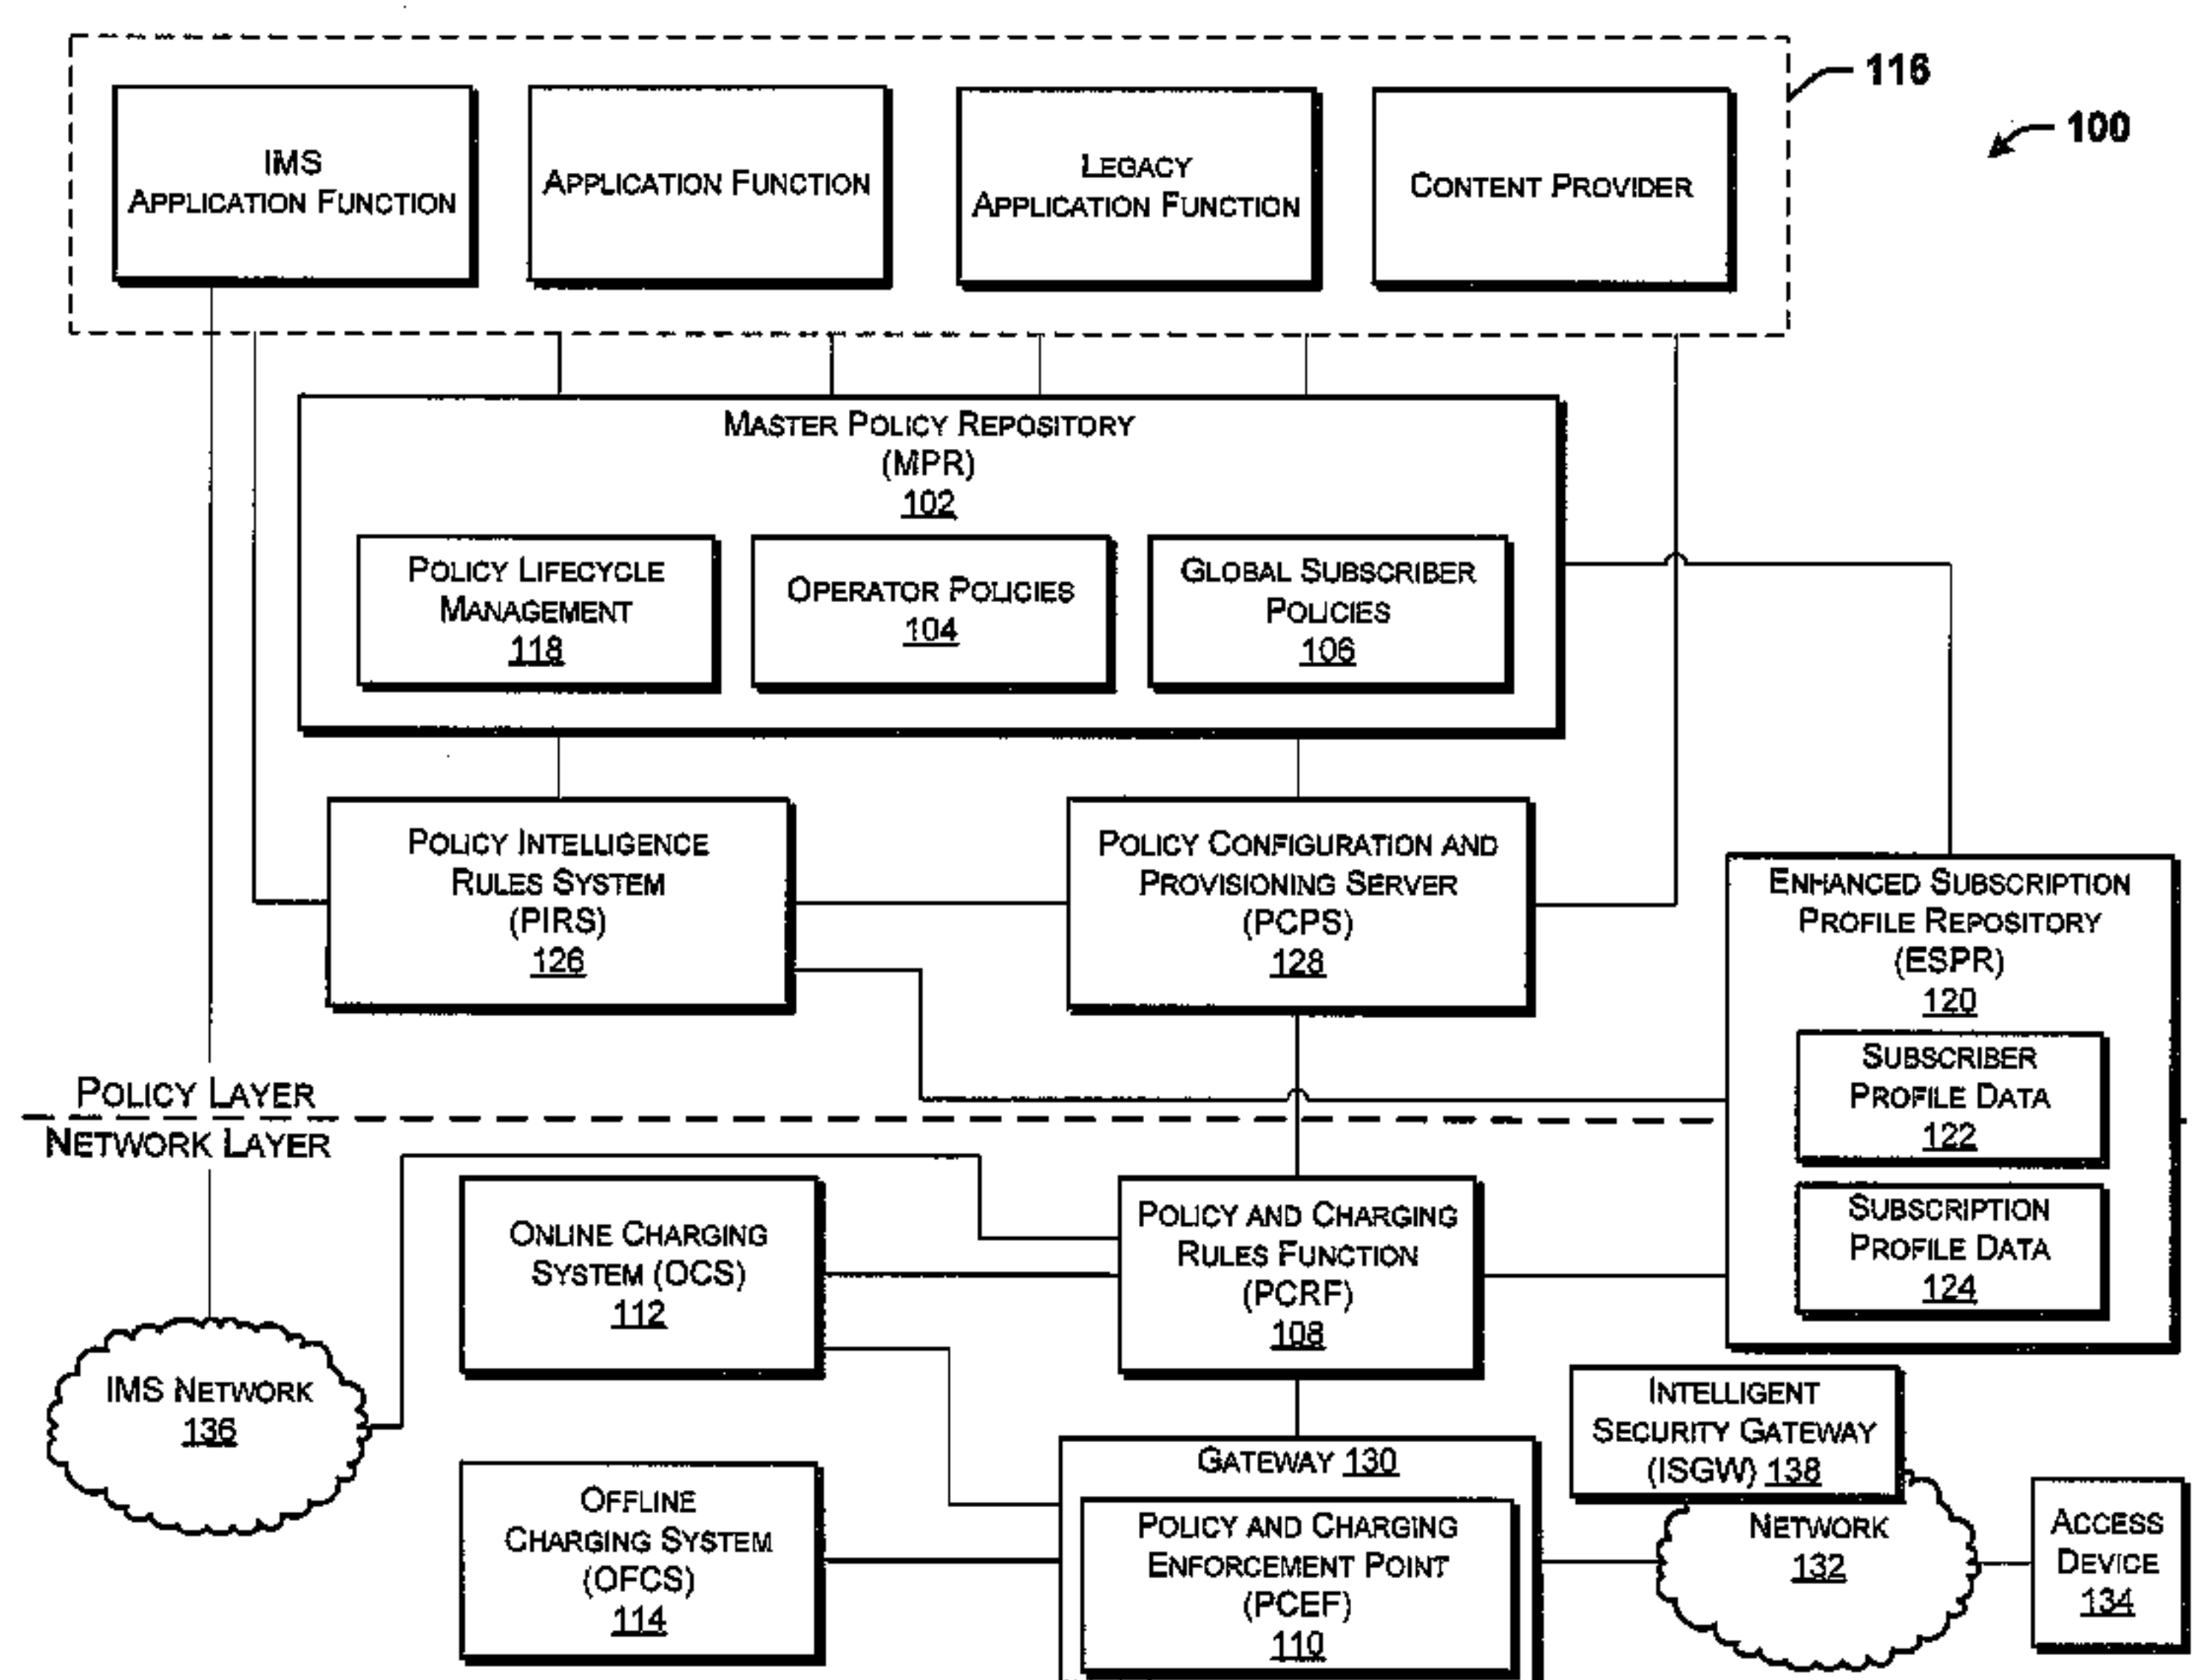 116
100
IMS
APPLICATION FUNCTION
APPLICATION FUNCTION
LEGACY
APPLICATION FUNCTION
CONTENT PROVIDER
MASTER POLICY REPOSITORY
(MPR)
102
POLICY LIFECYCLE
MANAGEMENT
118
OPERATOR POLICIES
104
GLOBAL SUBSCRIBER
POLICIES
106
POLICY INTELLIGENCE
RULES SYSTEM
(PIRS)
126
POLICY CONFIGURATION AND
PROVISIONING SERVER
(PCPS)
128
ENHANCED SUBSCRIPTION
PROFILE REPOSITORY
(ESPR)
120
SUBSCRIBER
PROFILE DATA
122
SUBSCRIPTION
PROFILE DATA
124
POLICY LAYER
NETWORK LAYER
ONLINE CHARGING
SYSTEM (OCS)
112
POLICY AND CHARGING
RULES FUNCTION
(PCRF)
108
IMS NETWORK
136
OFFLINE
CHARGING SYSTEM
(OFCS)
114
GATEWAY 130
POLICY AND CHARGING
ENFORCEMENT POINT
(PCEF)
110
INTELLIGENT
SECURITY GATEWAY
(ISGW) 138
NETWORK
132
ACCESS
DEVICE
134